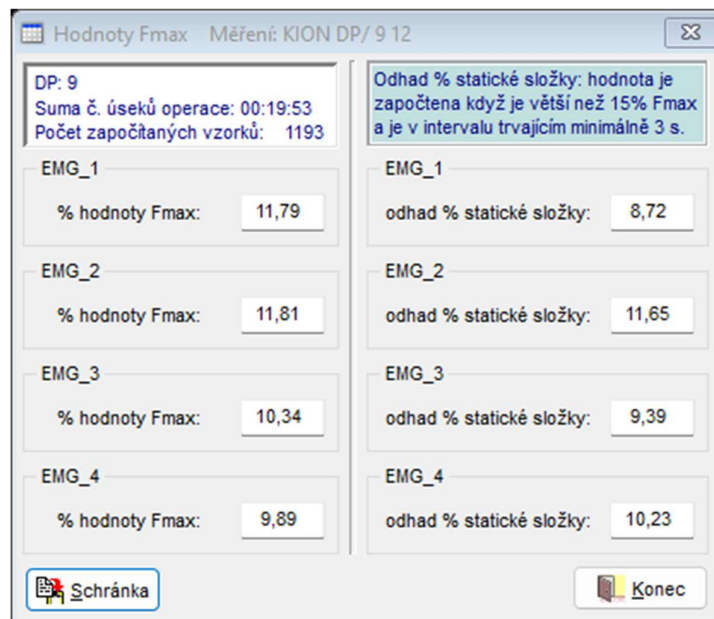 Hodnoty Fmax Měření: KION DP/ 9 12
DP: 9
Suma č. úseků operace: 00:19:53
Počet započítaných vzorků: 1193
Odhad % statické složky: hodnota je
započtena když je větší než 15% Fmax
a je v intervalu trvajícím minimálně 3 s.
EMG_1
% hodnoty Fmax: 11,79
EMG_1
odhad % statické složky: 8,72
EMG_2
% hodnoty Fmax: 11,81
EMG_2
odhad % statické složky: 11,65
EMG_3
% hodnoty Fmax: 10,34
EMG_3
odhad % statické složky: 9,39
EMG_4
% hodnoty Fmax: 9,89
EMG_4
odhad % statické složky: 10,23
Schránka
Konec